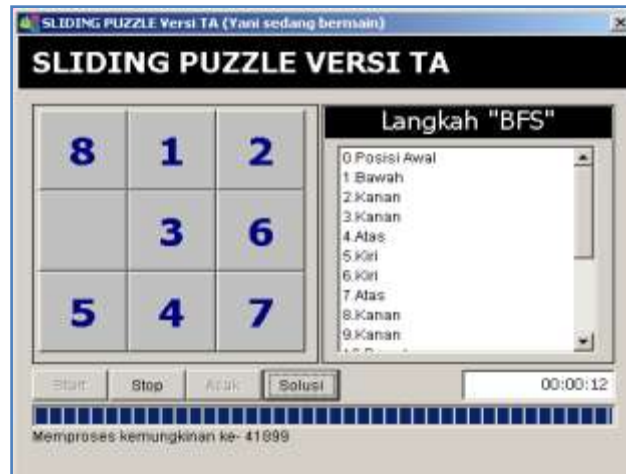 SLIDING PUZZLE Versi TA (Yani sedang bermain)
SLIDING PUZZLE VERSI TA
8 1 2
3 6
5 4 7
Langkah "BFS"
0.Posisi Awal
1.Bawah
2.Kanan
3.Kanan
4.Atas
5.Kiri
6.Kiri
7.Atas
8.Kanan
9.Kanan
Start Stop Acak Solusi 00:00:12
Memproses kemungkinan ke- 41899